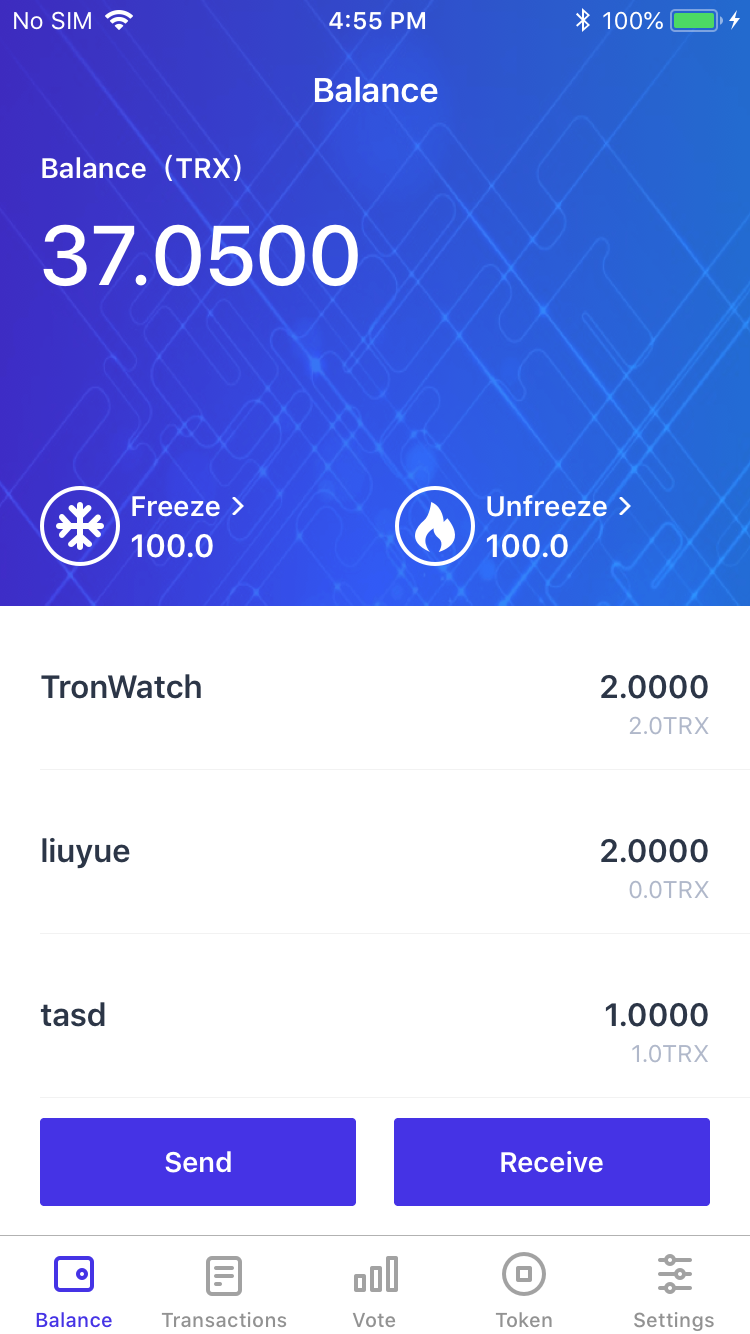 No SIM 4:55 PM 100%
Balance
Balance（TRX）
37.0500
Freeze Unfreeze
100.0 100.0
TronWatch 2.0000
2.0TRX
liuyue 2.0000
0.0TRX
tasd 1.0000
1.0TRX
Send Receive
Balance Transactions Vote Token Settings